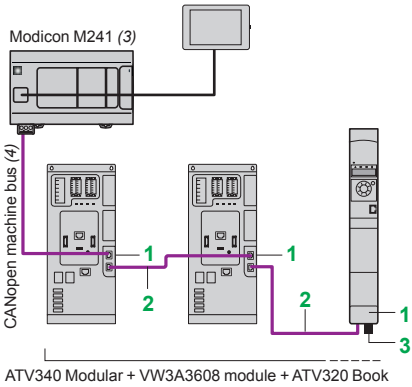 Modicon M241 (3)
CANopen machine bus (4)
1
1
2
2
1
3
ATV340 Modular + VW3A3608 module + ATV320 Book